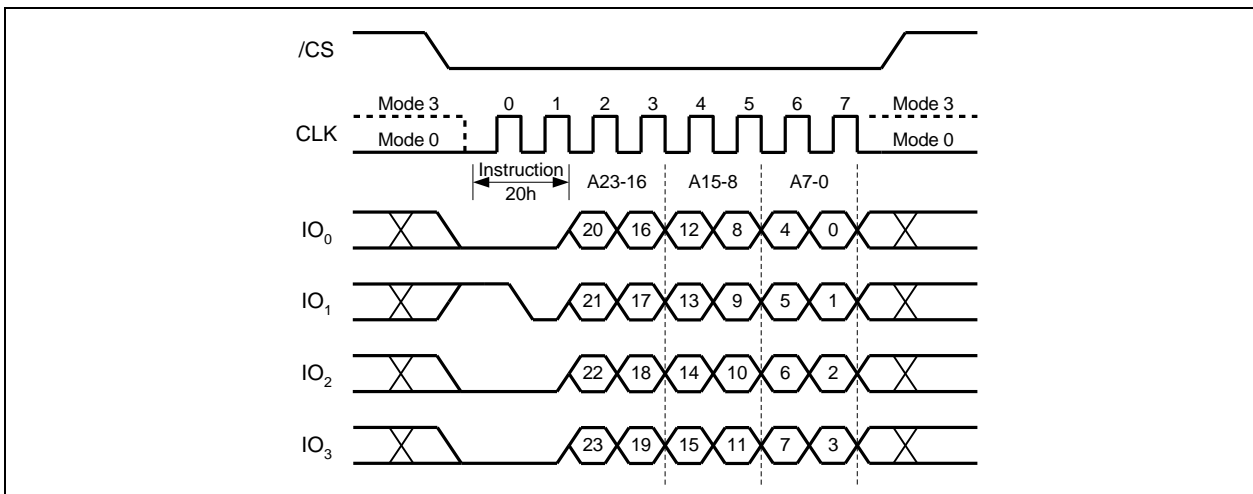 /CS
Mode 3 0 1 2 3 4 5 6 7 Mode 3
CLK
Mode 0 Mode 0
Instruction
20h
A23-16 A15-8 A7-0
IO0 20 16 12 8 4 0
IO1 21 17 13 9 5 1
IO2 22 18 14 10 6 2
IO3 23 19 15 11 7 3